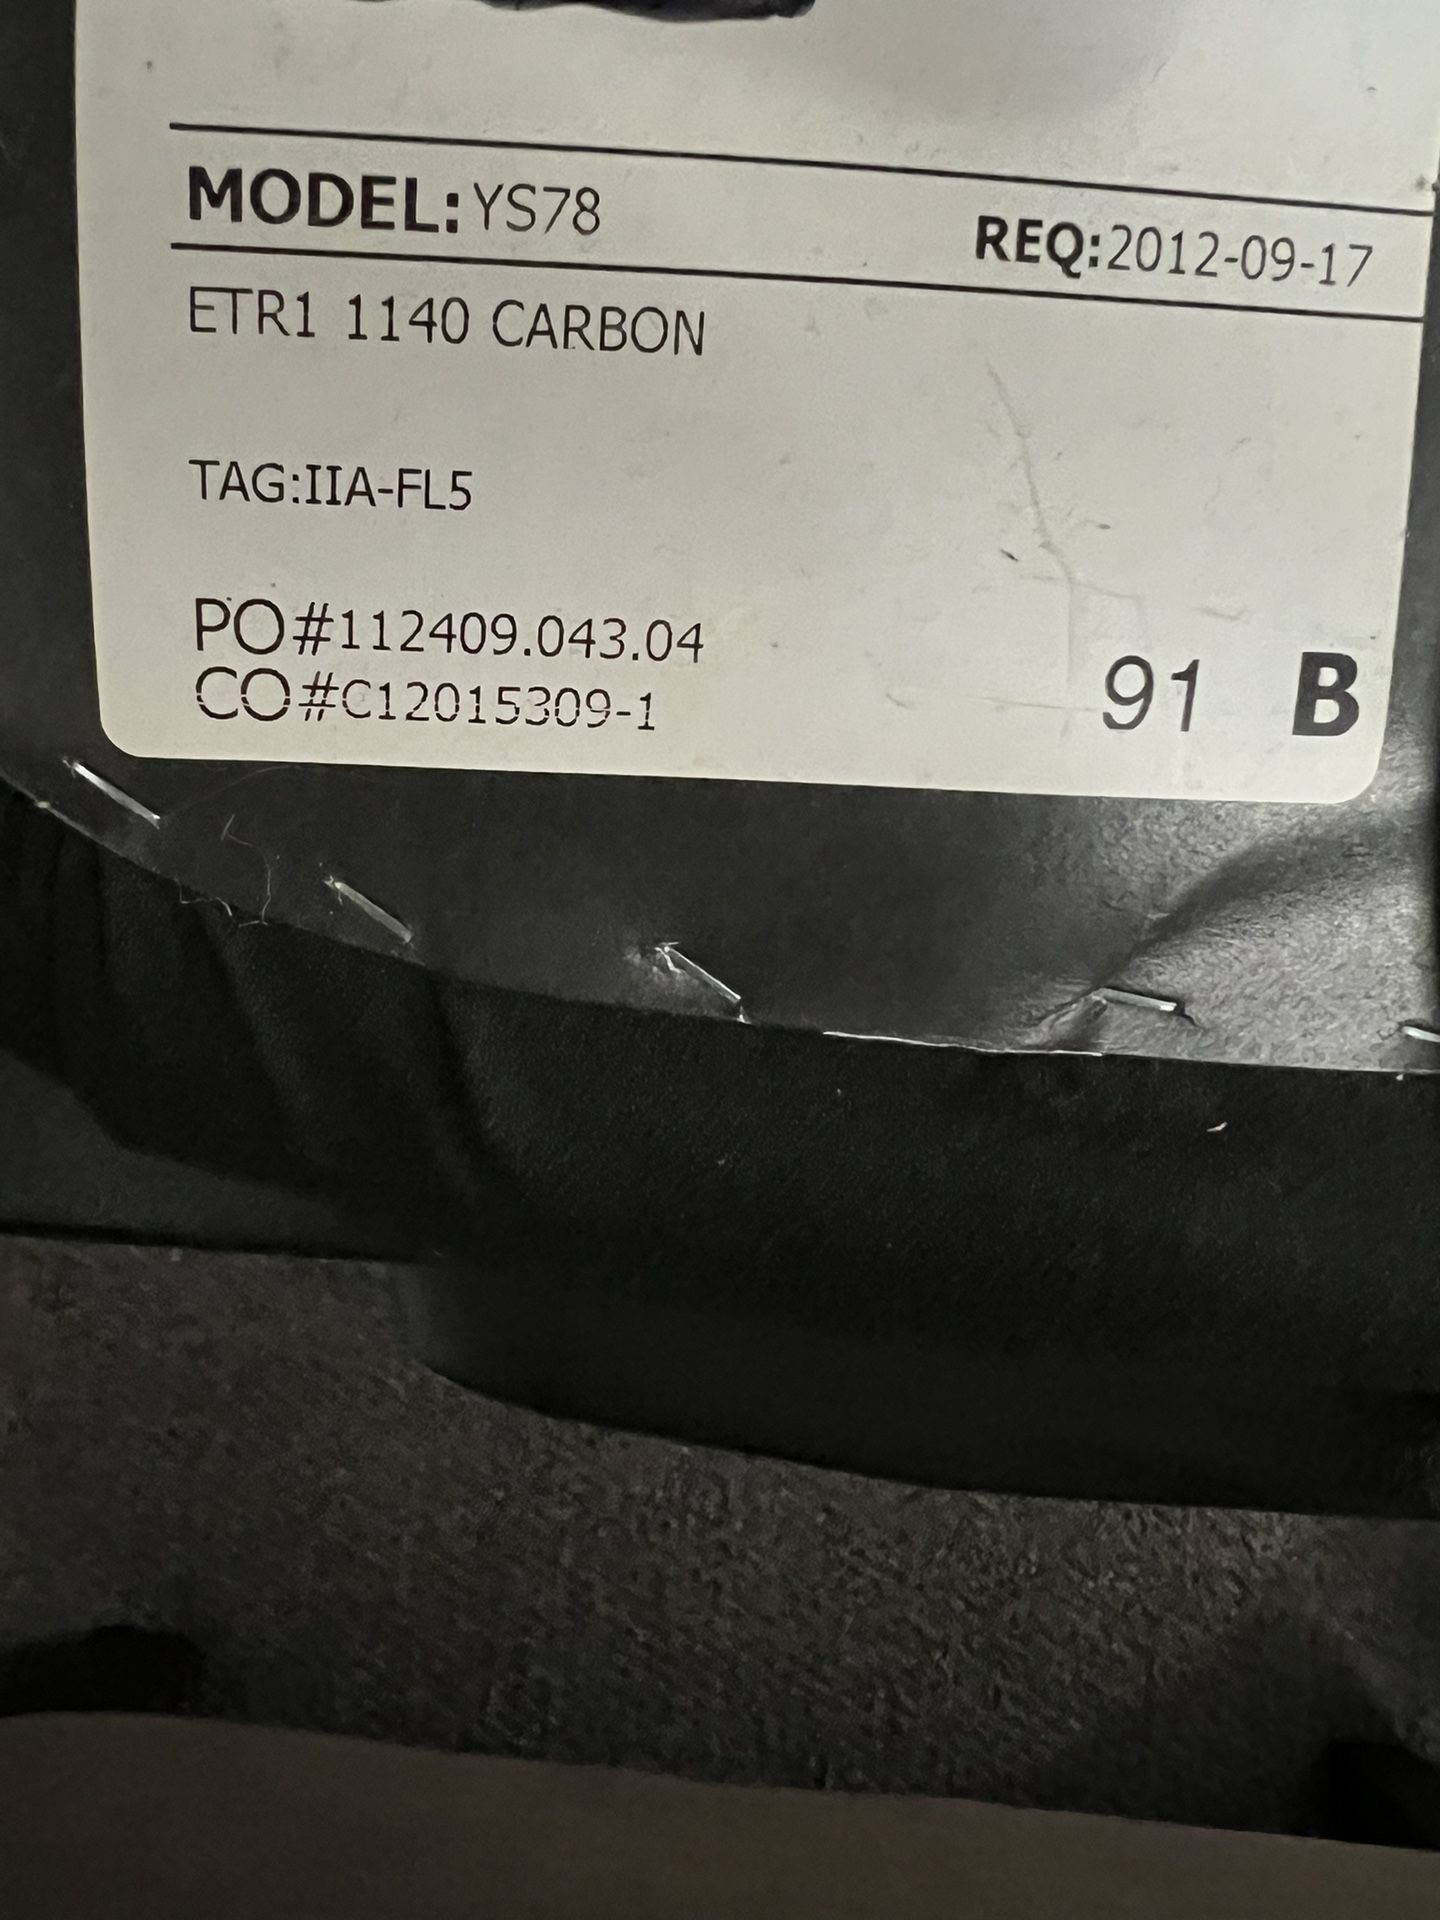 MODEL:YS78 REQ:2012-09-17
ETR1 1140 CARBON
TAG:IIA-FL5
PO#112409.043.04
CO#C12015309-1 91 B